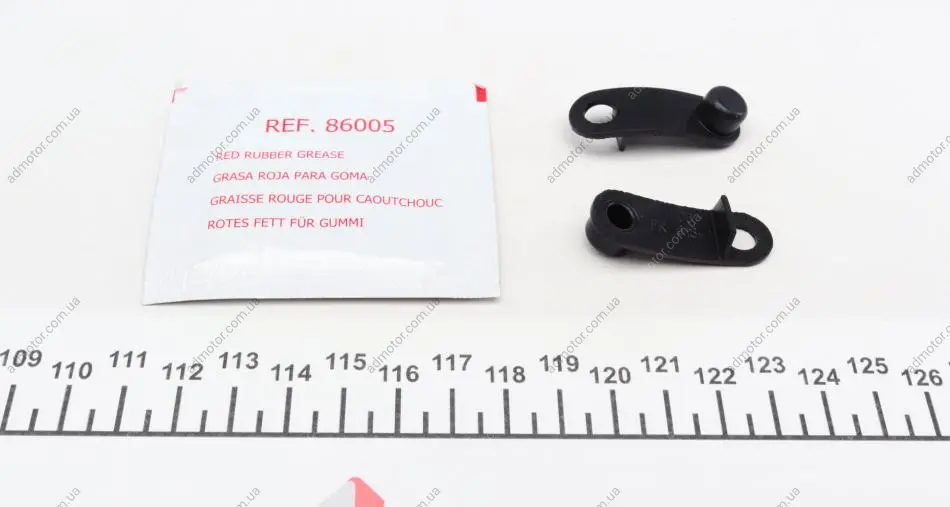 REF. 86005
RED RUBBER GREASE
GRASA ROJA PARA GOMA
GRAISSE ROUGE POUR CAOUTCHOUC
ROTES FETT FÜR GUMMI
109 110 111 112 113 114 115 116 117 118 119 120 121 122 123 124 125 126
admotor.com.ua